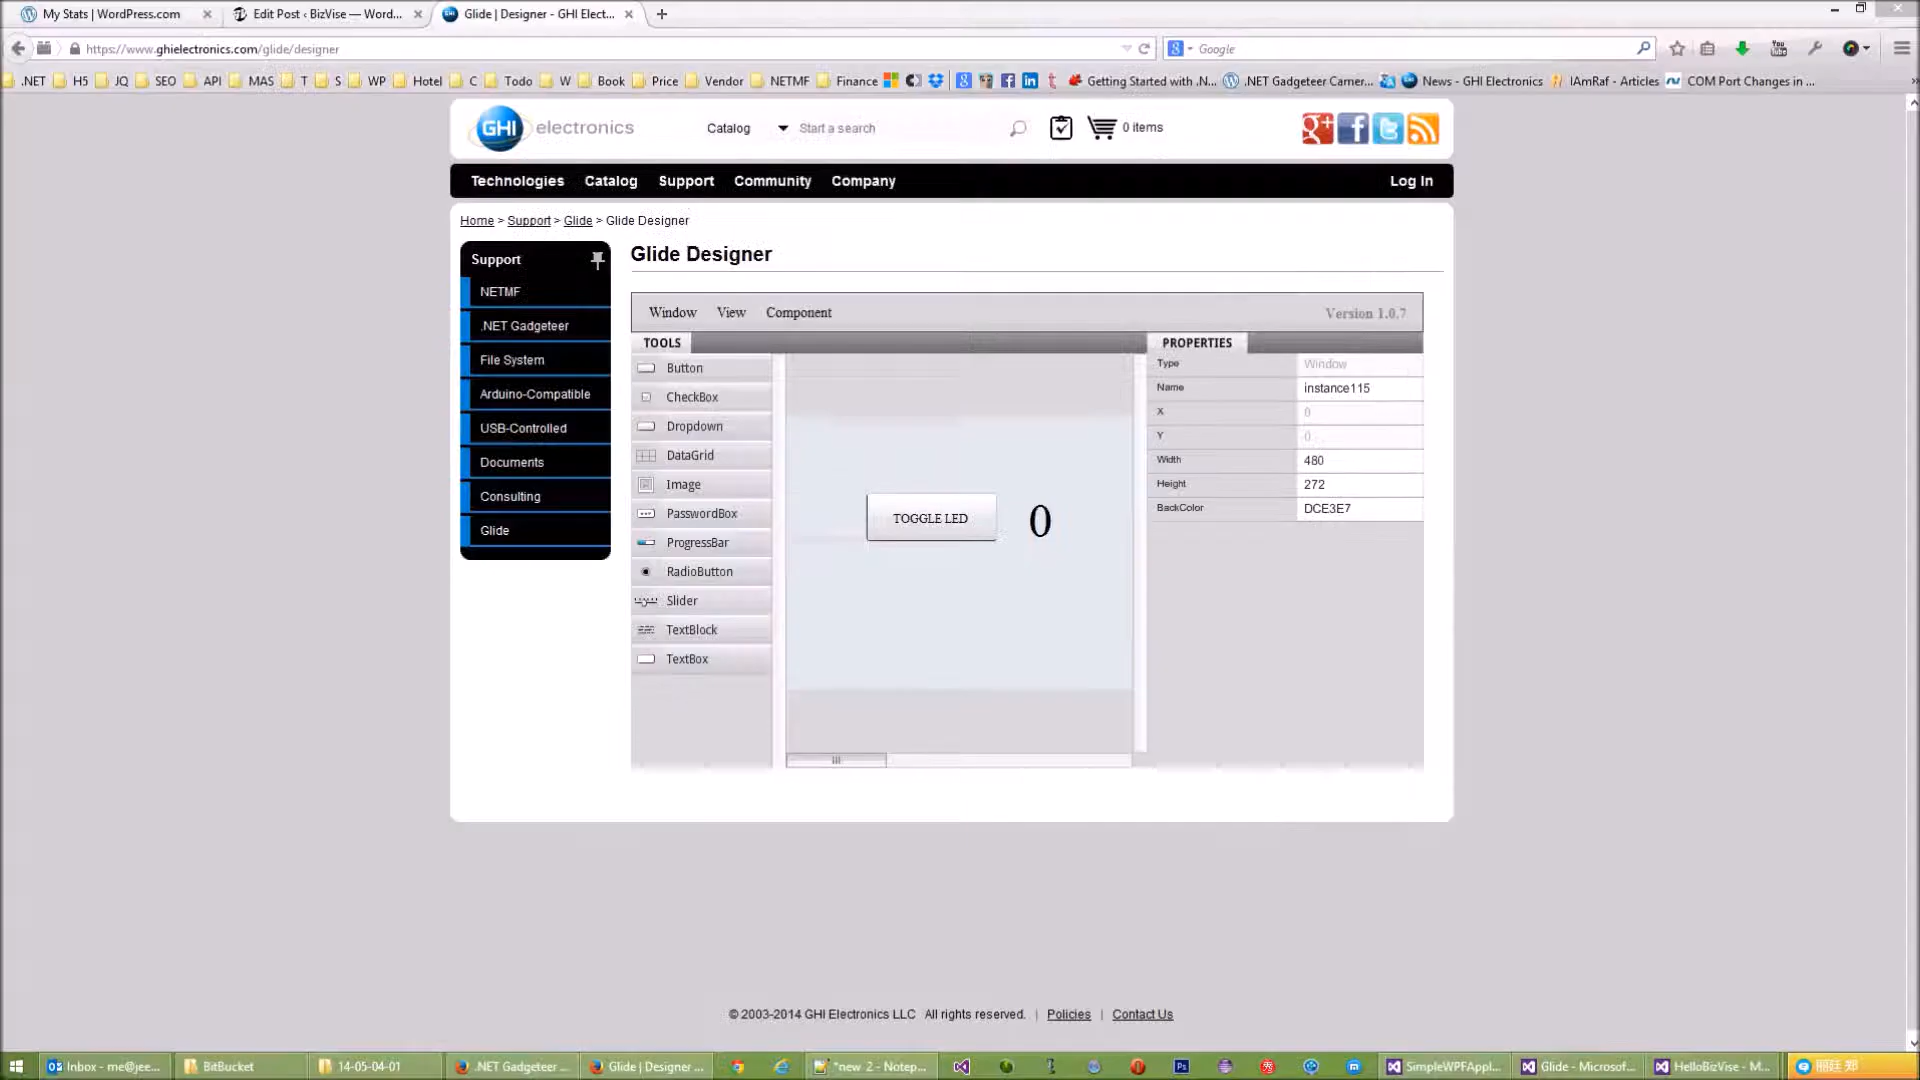 My Stats | WordPress.com
Edit Post ‹ BizVise — Word...
Glide | Designer - GHI Elect...
https://www.ghielectronics.com/glide/designer
Google
.NET H5 JQ SEO API MAS T S WP Hotel C Todo W Book Price Vendor NETMF Finance Getting Started with .N... .NET Gadgeteer Camer... News - GHI Electronics IAmRaf - Articles COM Port Changes in ...
GHI electronics
Catalog
Start a search
0 items
Technologies Catalog Support Community Company Log In
Home > Support > Glide > Glide Designer
Support
NETMF
.NET Gadgeteer
File System
Arduino-Compatible
USB-Controlled
Documents
Consulting
Glide
Glide Designer
Window View Component Version 1.0.7
TOOLS
Button
CheckBox
Dropdown
DataGrid
Image
PasswordBox
ProgressBar
RadioButton
Slider
TextBlock
TextBox
TOGGLE LED
0
PROPERTIES
Type Window
Name instance115
X 0
Y 0
Width 480
Height 272
BackColor DCE3E7
© 2003-2014 GHI Electronics LLC All rights reserved. | Policies | Contact Us
Inbox - me@jee... BitBucket 14-05-04-01 .NET Gadgeteer ... Glide | Designer ... *new 2 - Notep... SimpleWPFAppl... Glide - Microsof... HelloBizVise - M...